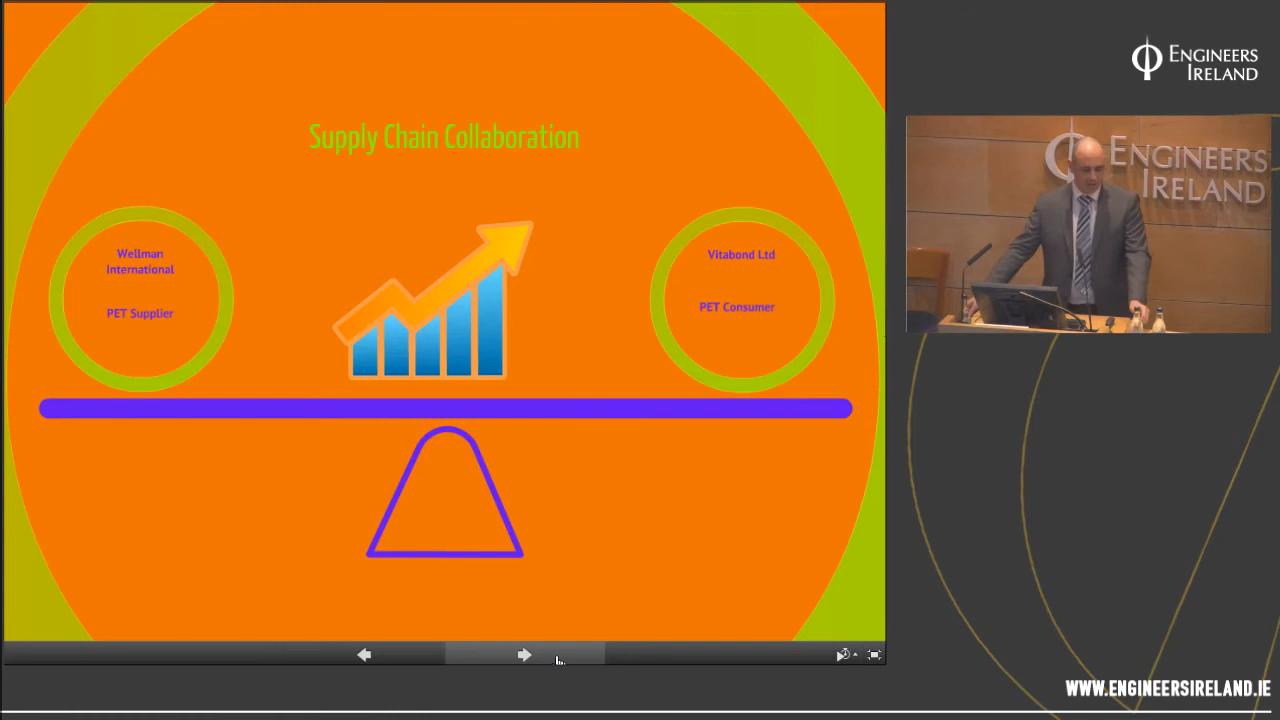 Supply Chain Collaboration
Wellman
International
PET Supplier
Vitabond Ltd
PET Consumer
ENGINEERS
IRELAND
ENGINEERS
IRELAND
WWW.ENGINEERSIRELAND.IE